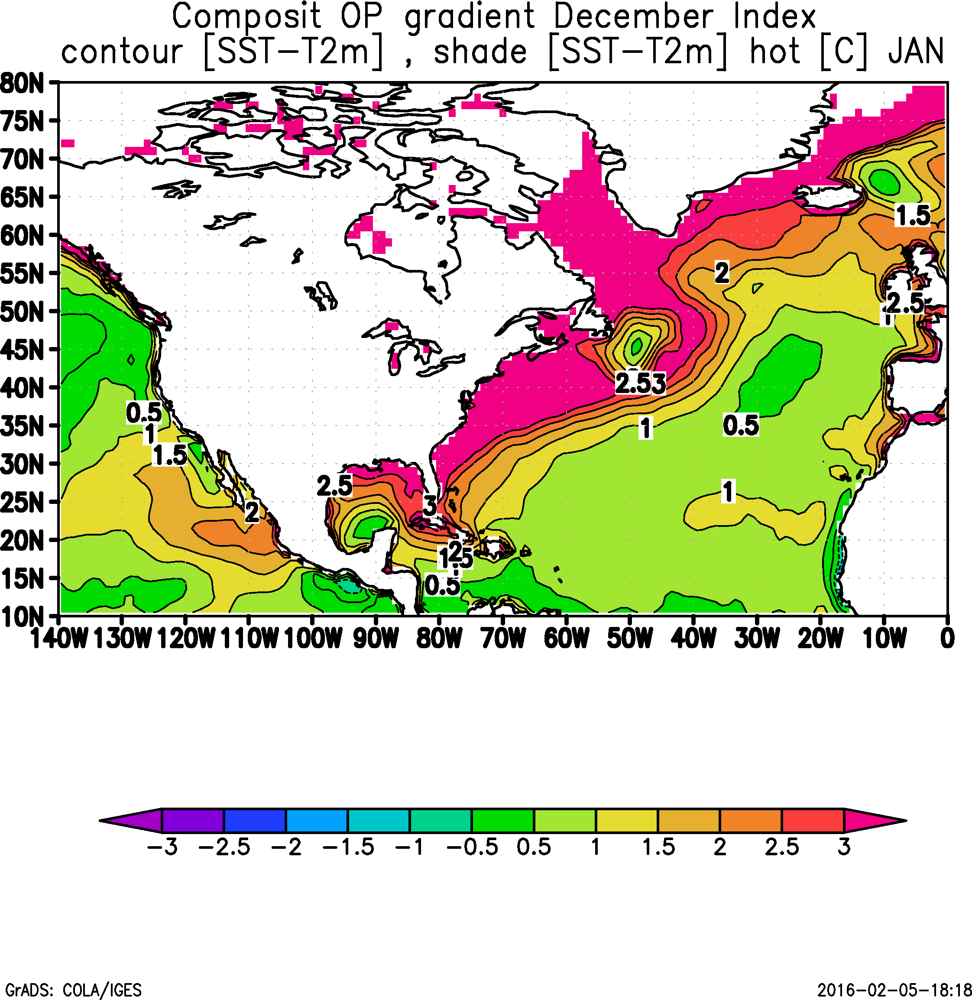 Composit OP gradient December Index
contour [SST-T2m] , shade [SST-T2m] hot [C] JAN
80N
75N
70N
65N
1.5
60N
55N
2
50N
2.5
1
45N
2.5 3
40N
0.5
35N
1
0.5
1
1.5
30N
2.5
1
25N
3
2
20N
2
1.5
15N
0.5
10N
140W 130W 120W 110W 100W 90W 80W 70W 60W 50W 40W 30W 20W 10W 0
-3 -2.5 -2 -1.5 -1 -0.5 0.5 1 1.5 2 2.5 3
GrADS: COLA/IGES
2016-02-05-18:18